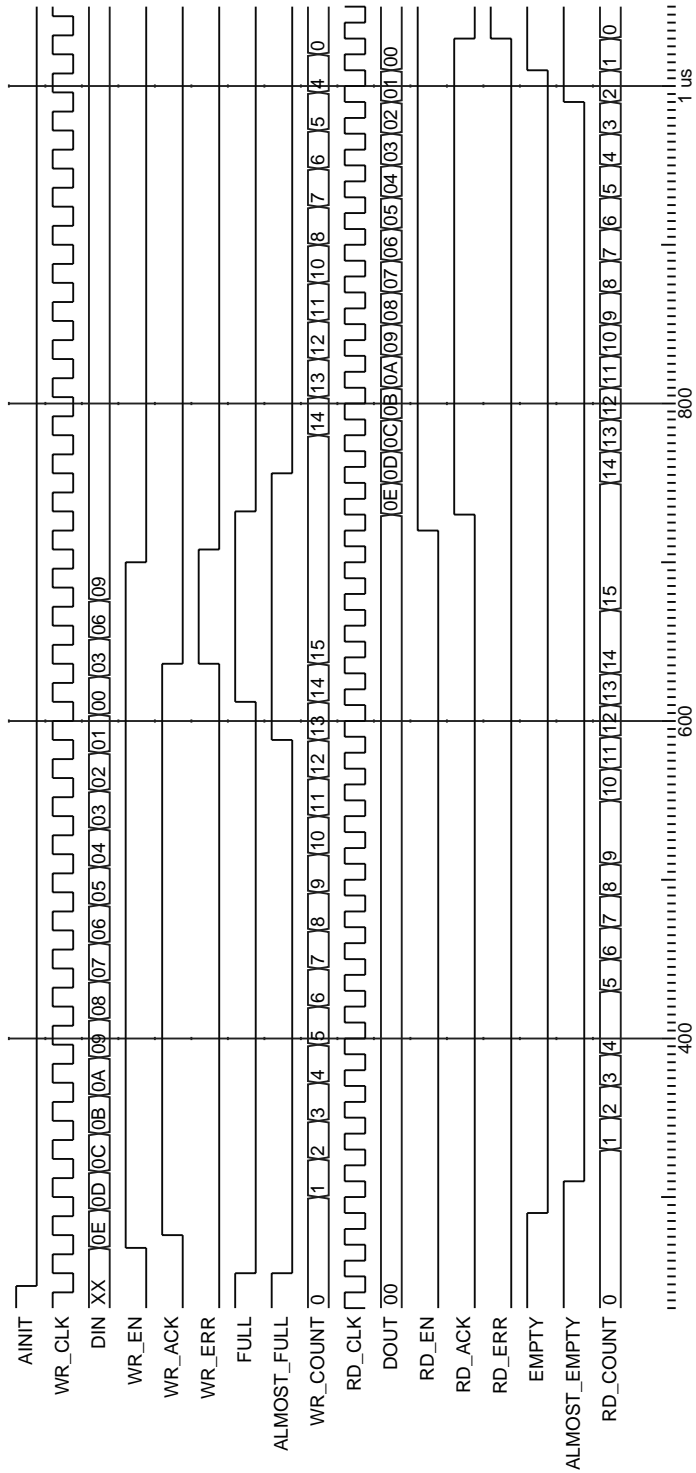 AINIT
WR_CLK
DIN XX 0E 0D 0C 0B 0A 09 08 07 06 05 04 03 02 01 00 03 06 09
WR_EN
WR_ACK
WR_ERR
FULL
ALMOST_FULL
WR_COUNT 0 1 2 3 4 5 6 7 8 9 10 11 12 13 14 15 14 13 12 11 10 8 7 6 5 4 0
RD_CLK
DOUT 00 0E 0D 0C 0B 0A 09 08 07 06 05 04 03 02 01 00
RD_EN
RD_ACK
RD_ERR
EMPTY
ALMOST_EMPTY
RD_COUNT 0 1 2 3 4 5 6 7 8 9 10 11 12 13 14 15 14 13 12 11 10 9 8 7 6 5 4 3 2 1 0
400 600 800 1 us